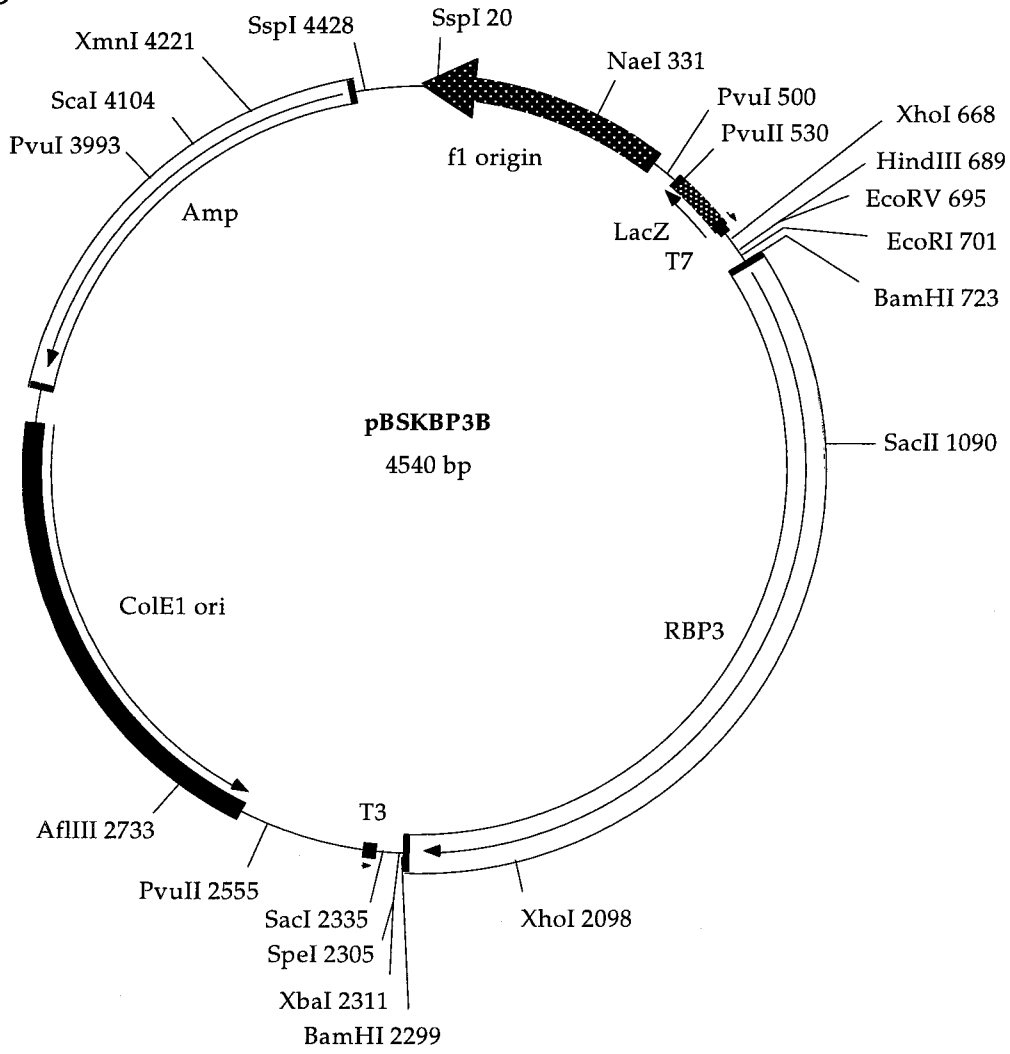 SspI 4428
SspI 20
XmnI 4221
NaeI 331
ScaI 4104
PvuI 500
XhoI 668
PvuI 3993
PvuII 530
f1 origin
HindIII 689
EcoRV 695
Amp
LacZ
EcoRI 701
T7
BamHI 723
pBSKBP3B
4540 bp
SacII 1090
ColE1 ori
RBP3
T3
AflIII 2733
PvuII 2555
SacI 2335
XhoI 2098
SpeI 2305
XbaI 2311
BamHI 2299